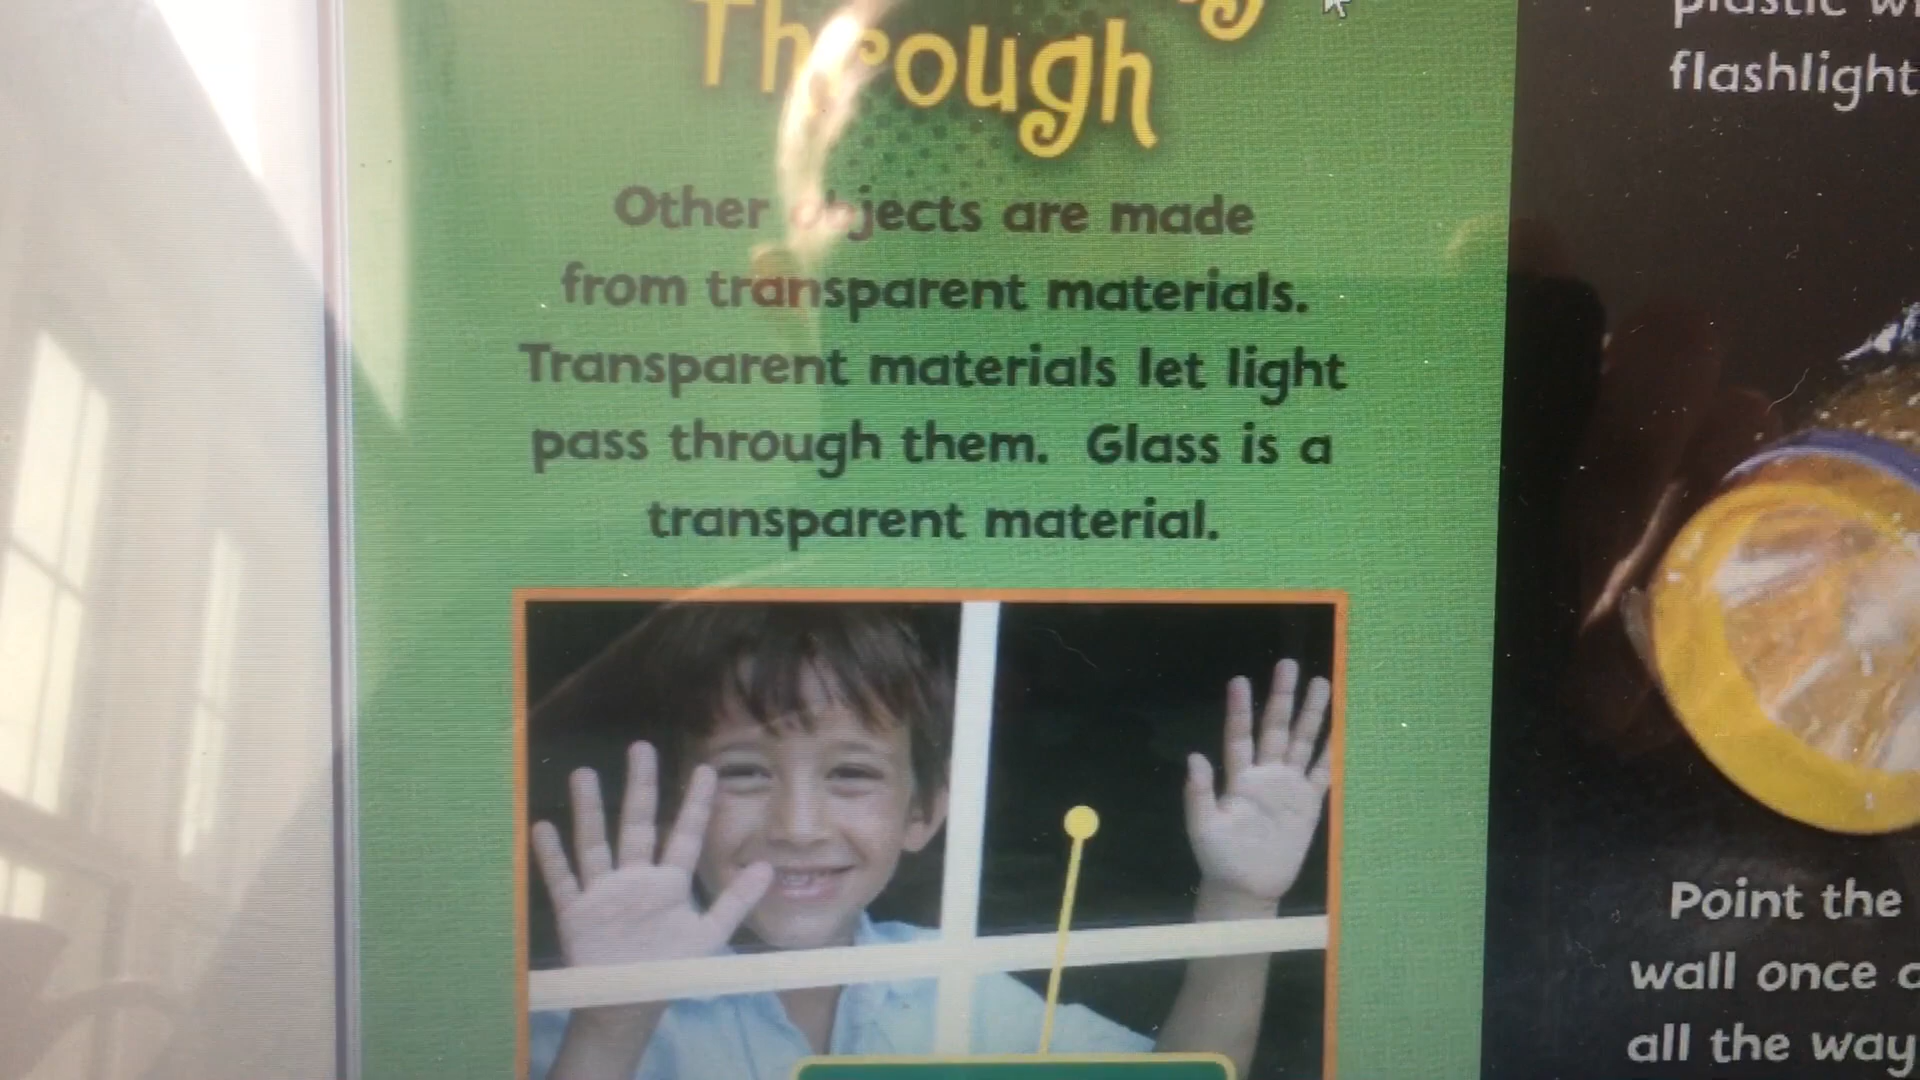 Through
Other objects are made
from transparent materials.
Transparent materials let light
pass through them. Glass is a
transparent material.
flashlight
Point the
wall once
all the way